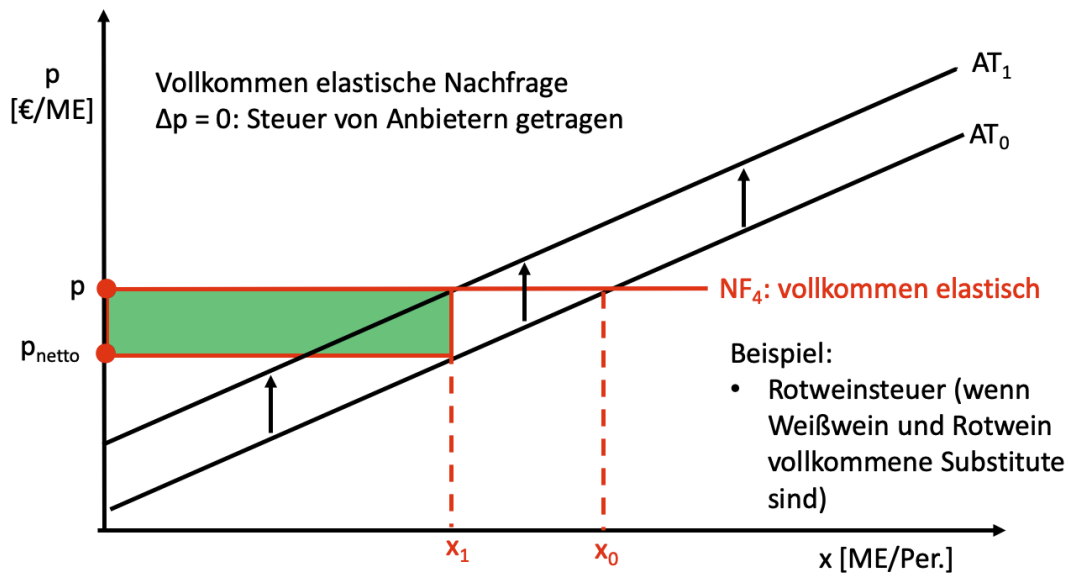 p
[€/ME]
Vollkommen elastische Nachfrage
Δp = 0: Steuer von Anbietern getragen
AT₁
AT₀
p
NF₄: vollkommen elastisch
pnetto
Beispiel:
• Rotweinsteuer (wenn
Weißwein und Rotwein
vollkommene Substitute
sind)
x₁
x₀
x [ME/Per.]